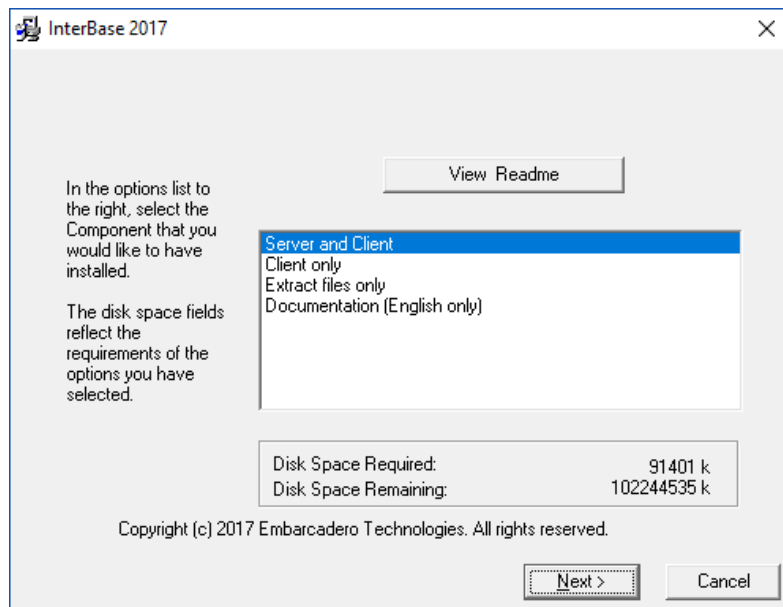 InterBase 2017
View Readme
In the options list to
the right, select the
Component that you
would like to have
installed.
The disk space fields
reflect the
requirements of the
options you have
selected.
Server and Client
Client only
Extract files only
Documentation (English only)
Disk Space Required: 91401 k
Disk Space Remaining: 102244535 k
Copyright (c) 2017 Embarcadero Technologies. All rights reserved.
Next >
Cancel